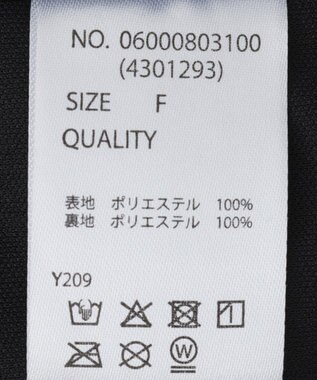 NO. 06000803100
(4301293)
SIZE F
QUALITY
表地 ポリエステル 100%
裏地 ポリエステル 100%
Y209
W